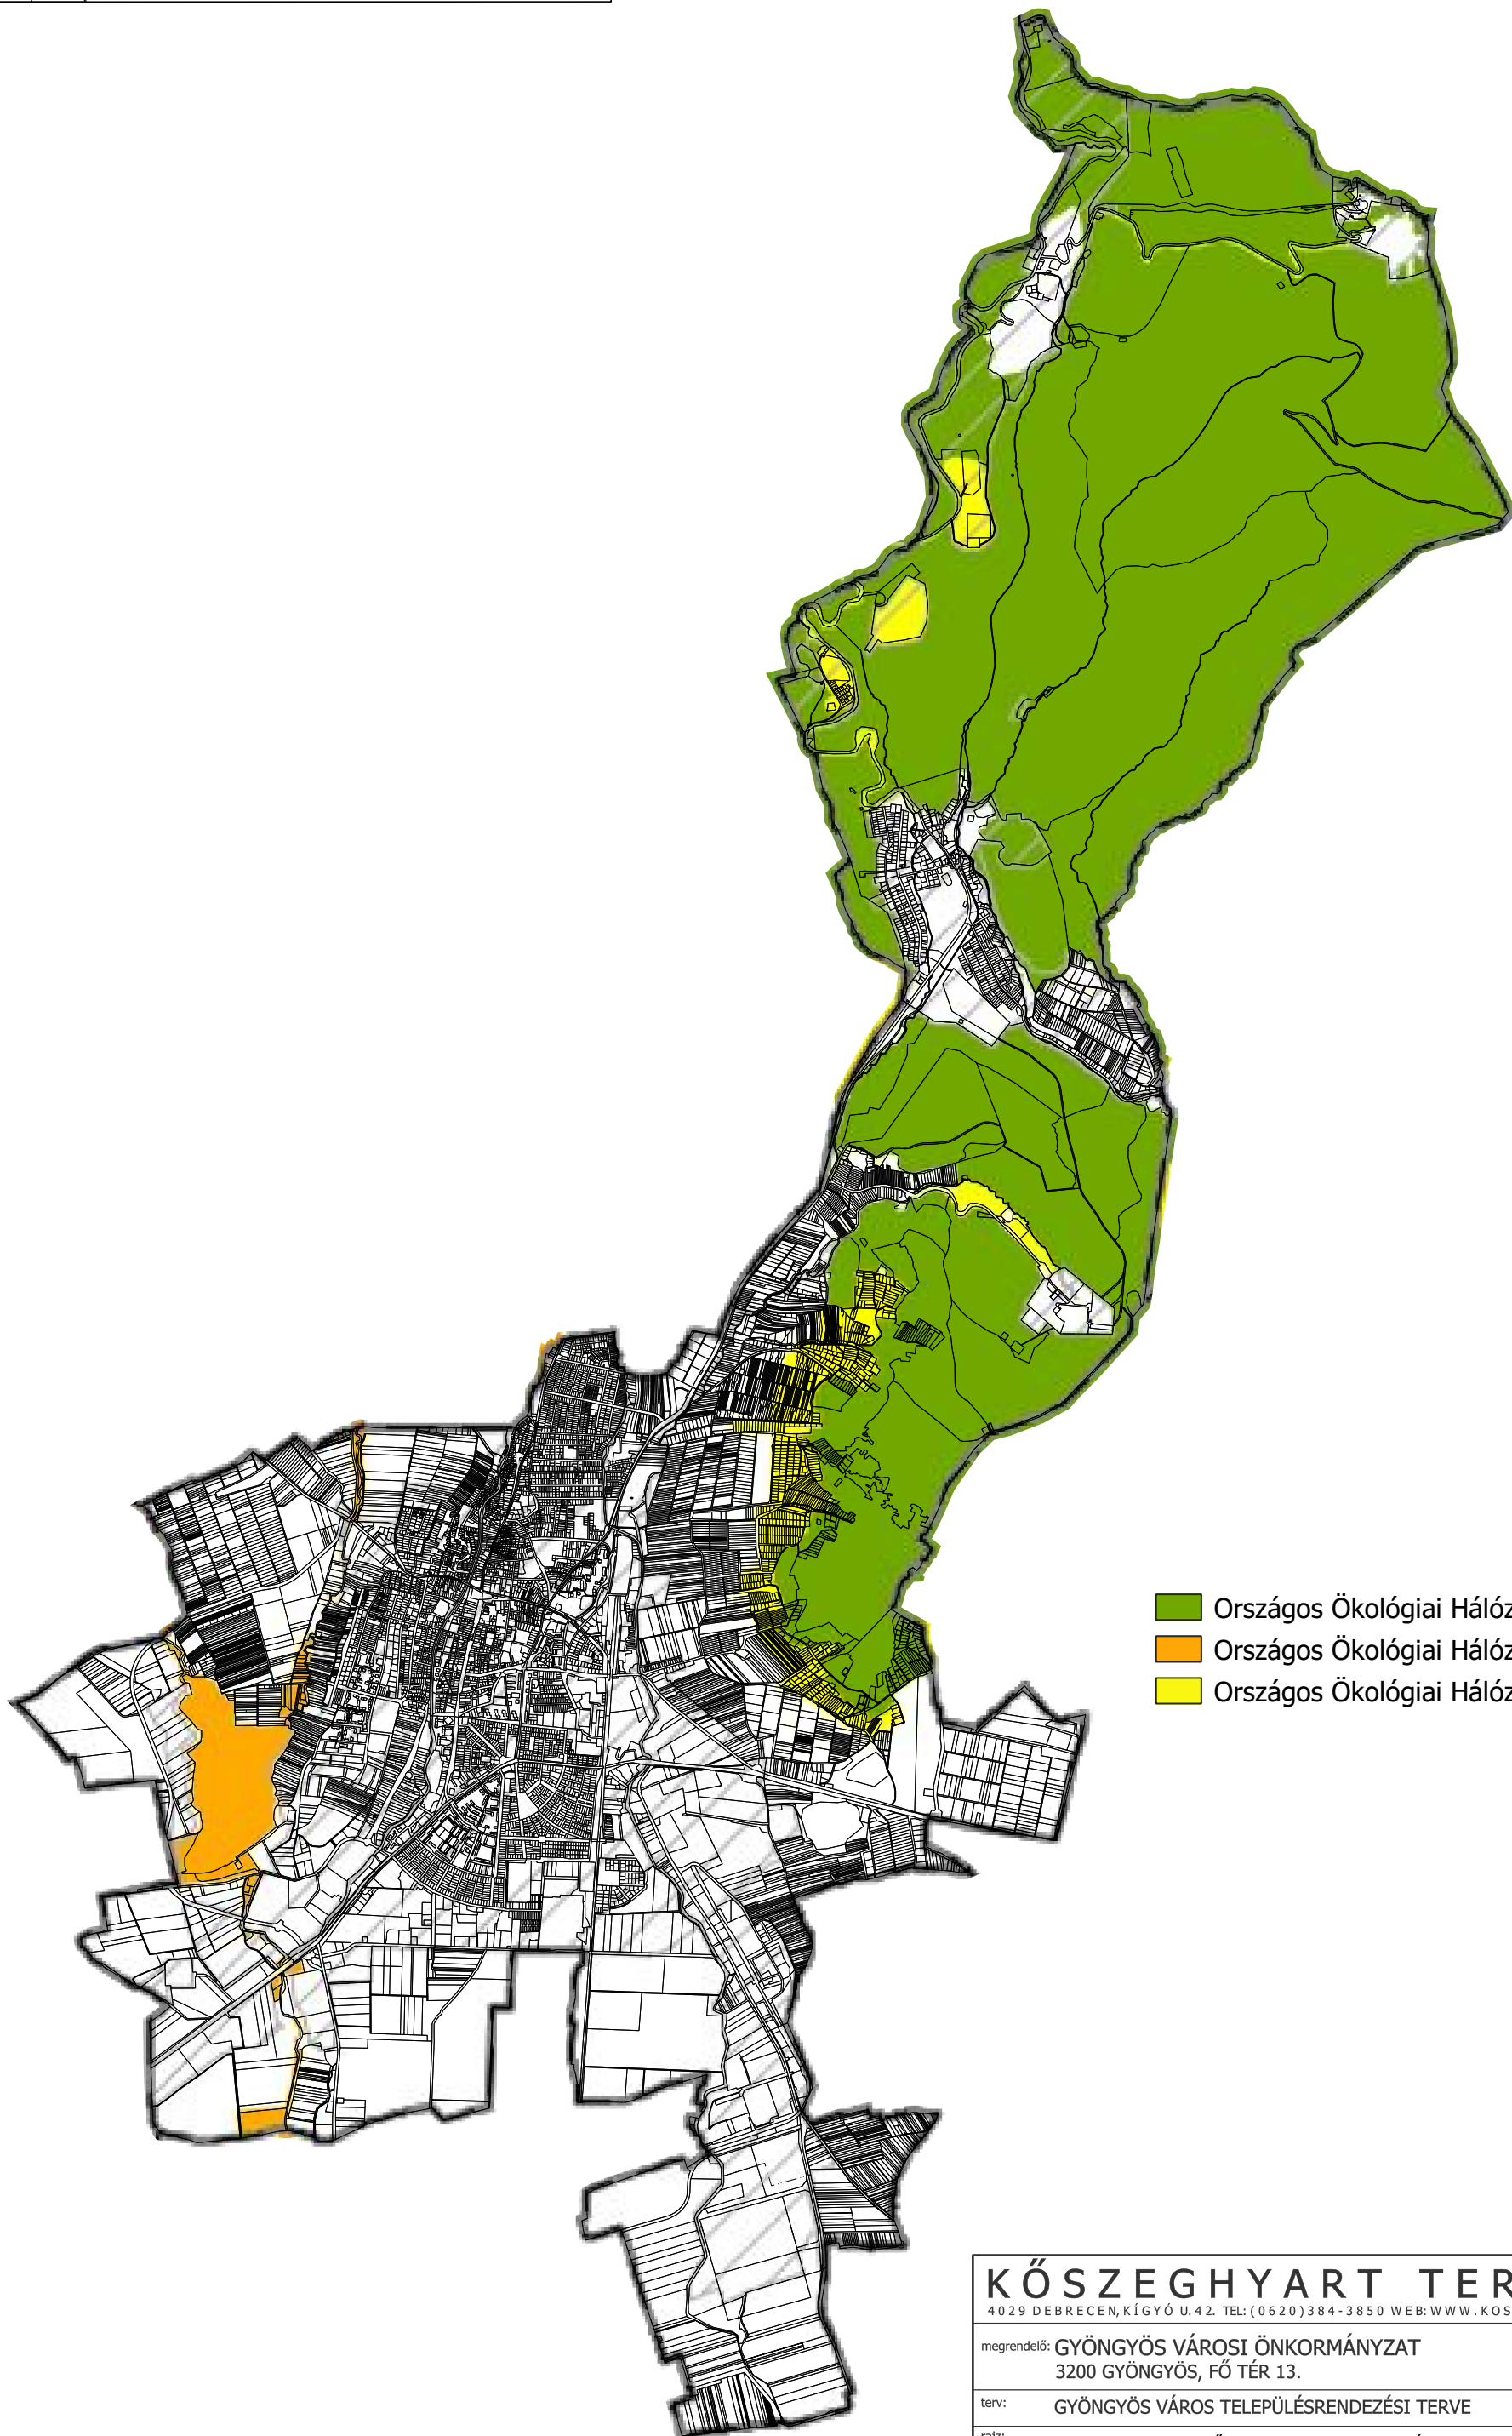 Országos Ökológiai Hálóz
Országos Ökológiai Hálóz
Országos Ökológiai Hálóz
KŐSZEGHYART TER
4029 DEBRECEN, KÍGYÓ U. 42. TEL: (0620)384-3850 WEB: WWW.KOS
megrendelő: GYÖNGYÖS VÁROSI ÖNKORMÁNYZAT
3200 GYÖNGYÖS, FŐ TÉR 13.
terv: GYÖNGYÖS VÁROS TELEPÜLÉSRENDEZÉSI TERVE